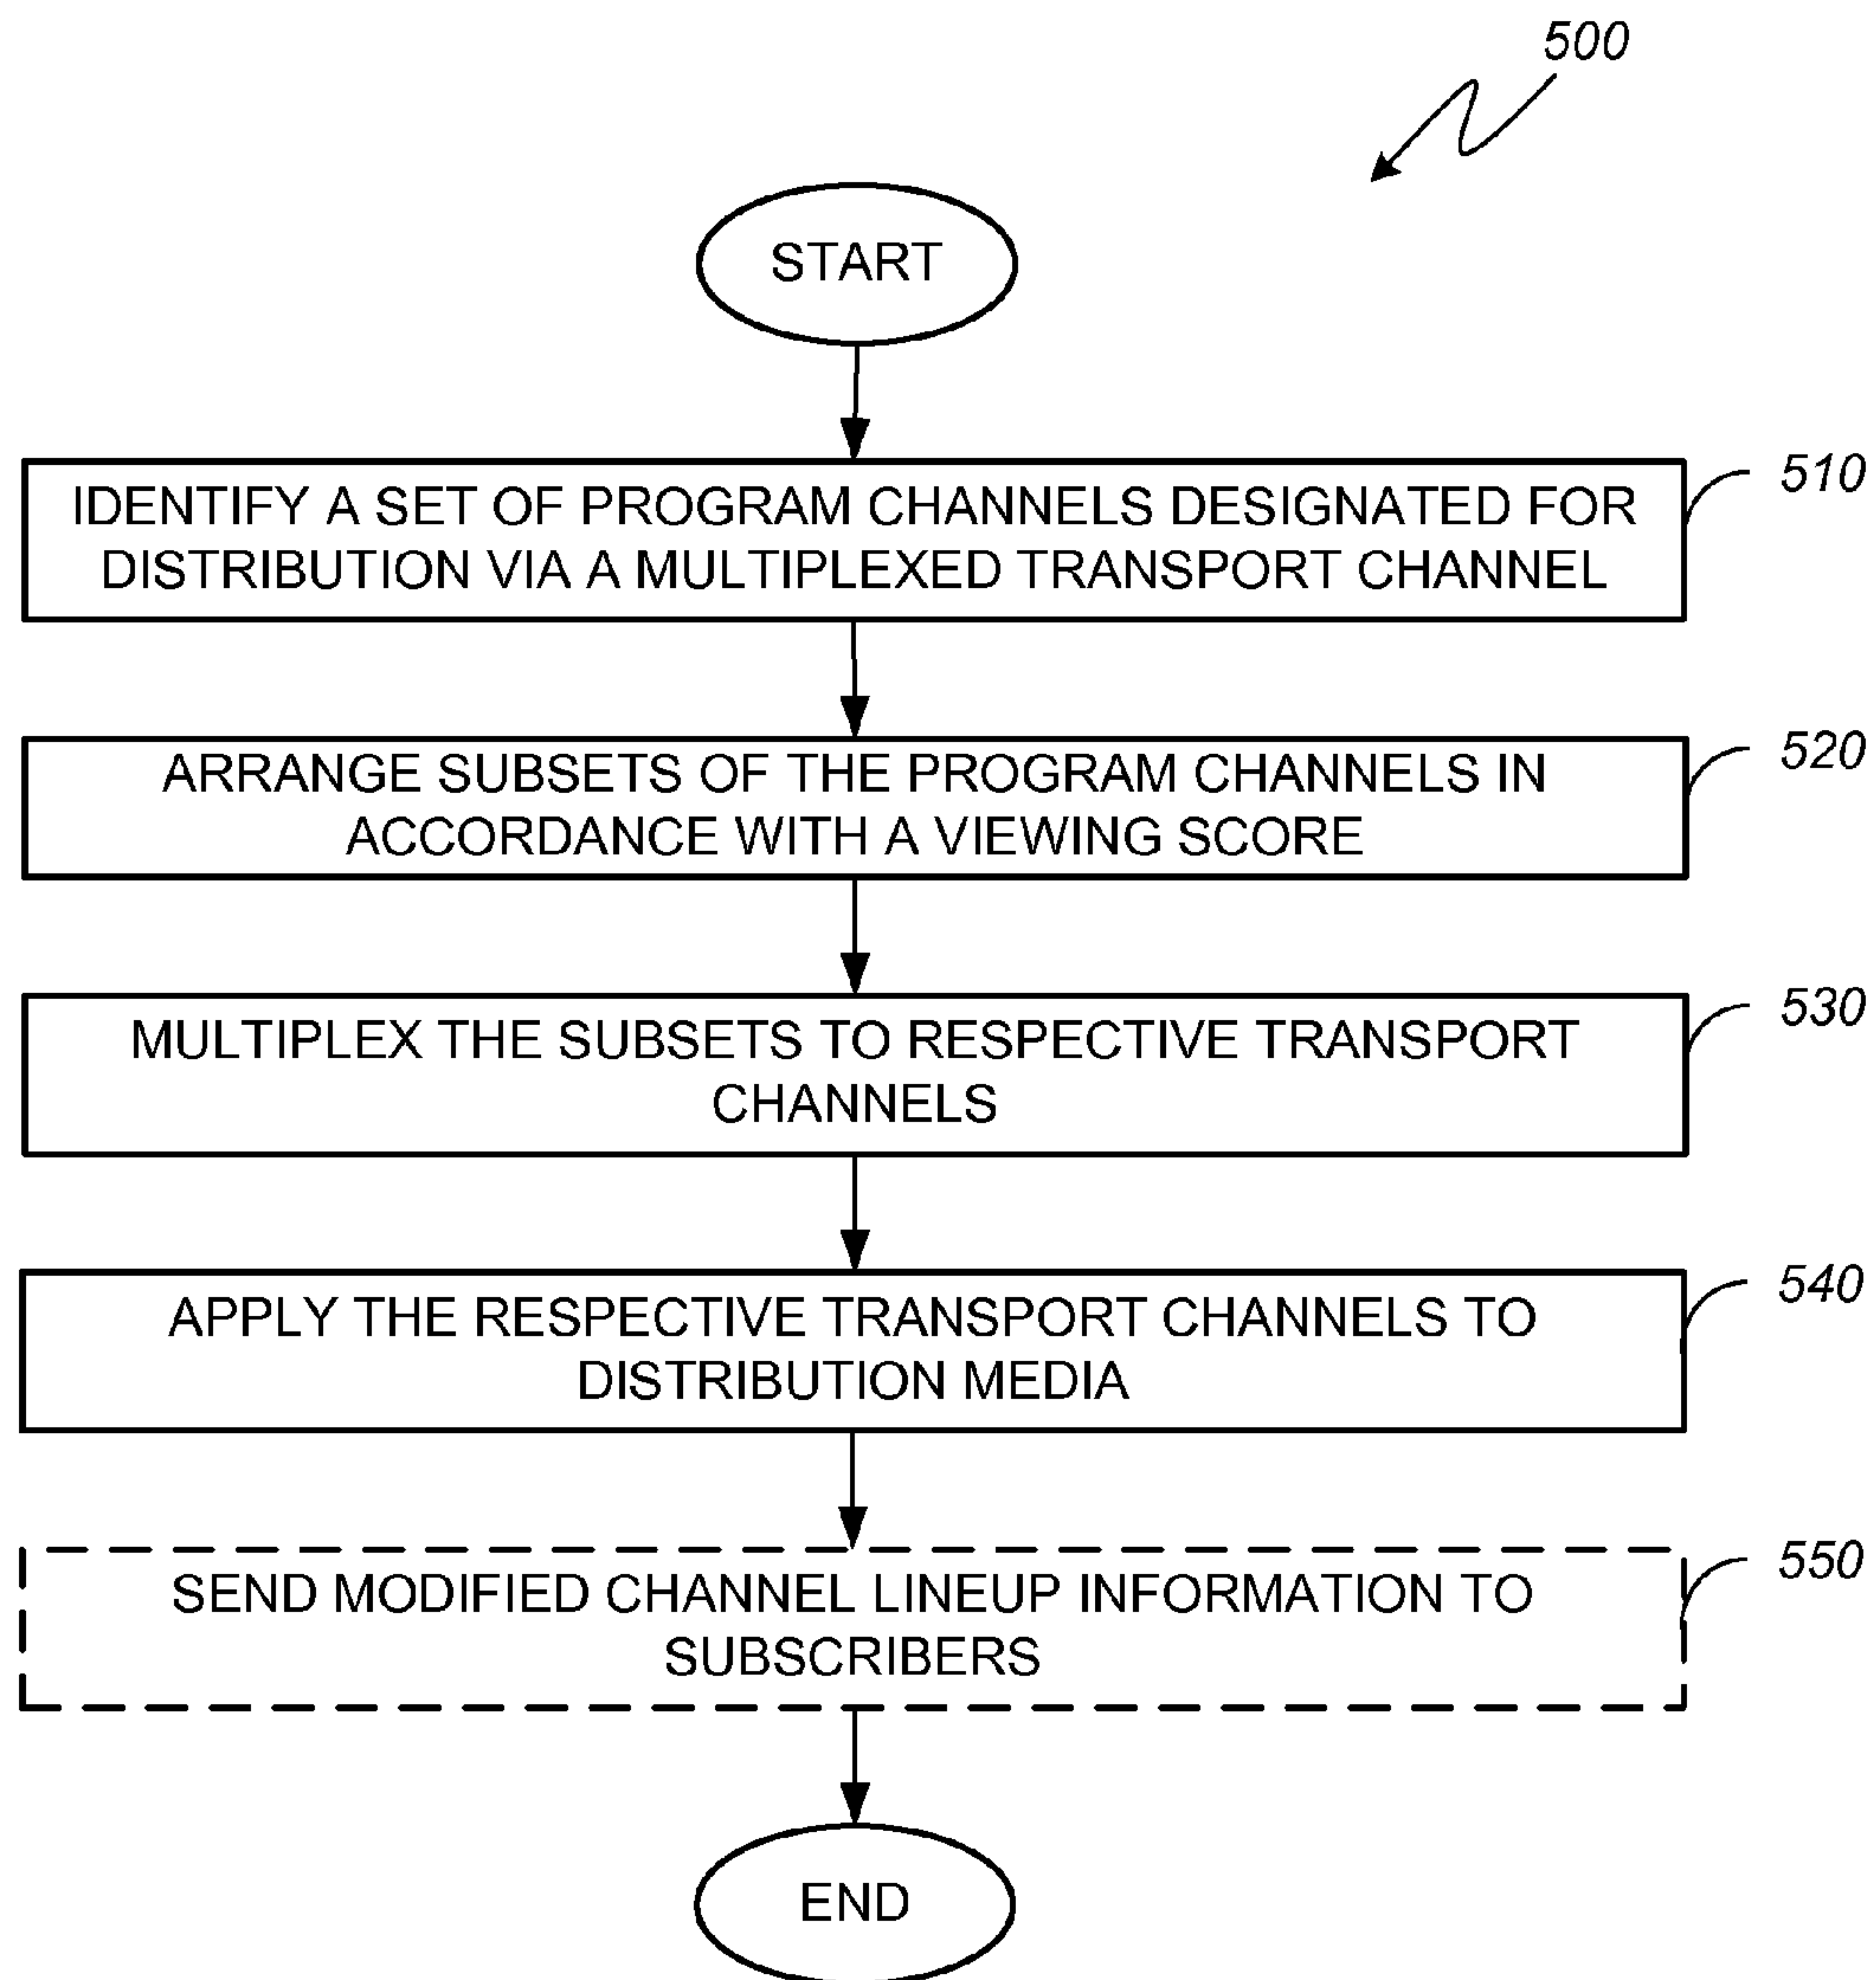 500
START
IDENTIFY A SET OF PROGRAM CHANNELS DESIGNATED FOR
DISTRIBUTION VIA A MULTIPLEXED TRANSPORT CHANNEL
510
ARRANGE SUBSETS OF THE PROGRAM CHANNELS IN
ACCORDANCE WITH A VIEWING SCORE
520
MULTIPLEX THE SUBSETS TO RESPECTIVE TRANSPORT
CHANNELS
530
APPLY THE RESPECTIVE TRANSPORT CHANNELS TO
DISTRIBUTION MEDIA
540
SEND MODIFIED CHANNEL LINEUP INFORMATION TO
SUBSCRIBERS
550
END